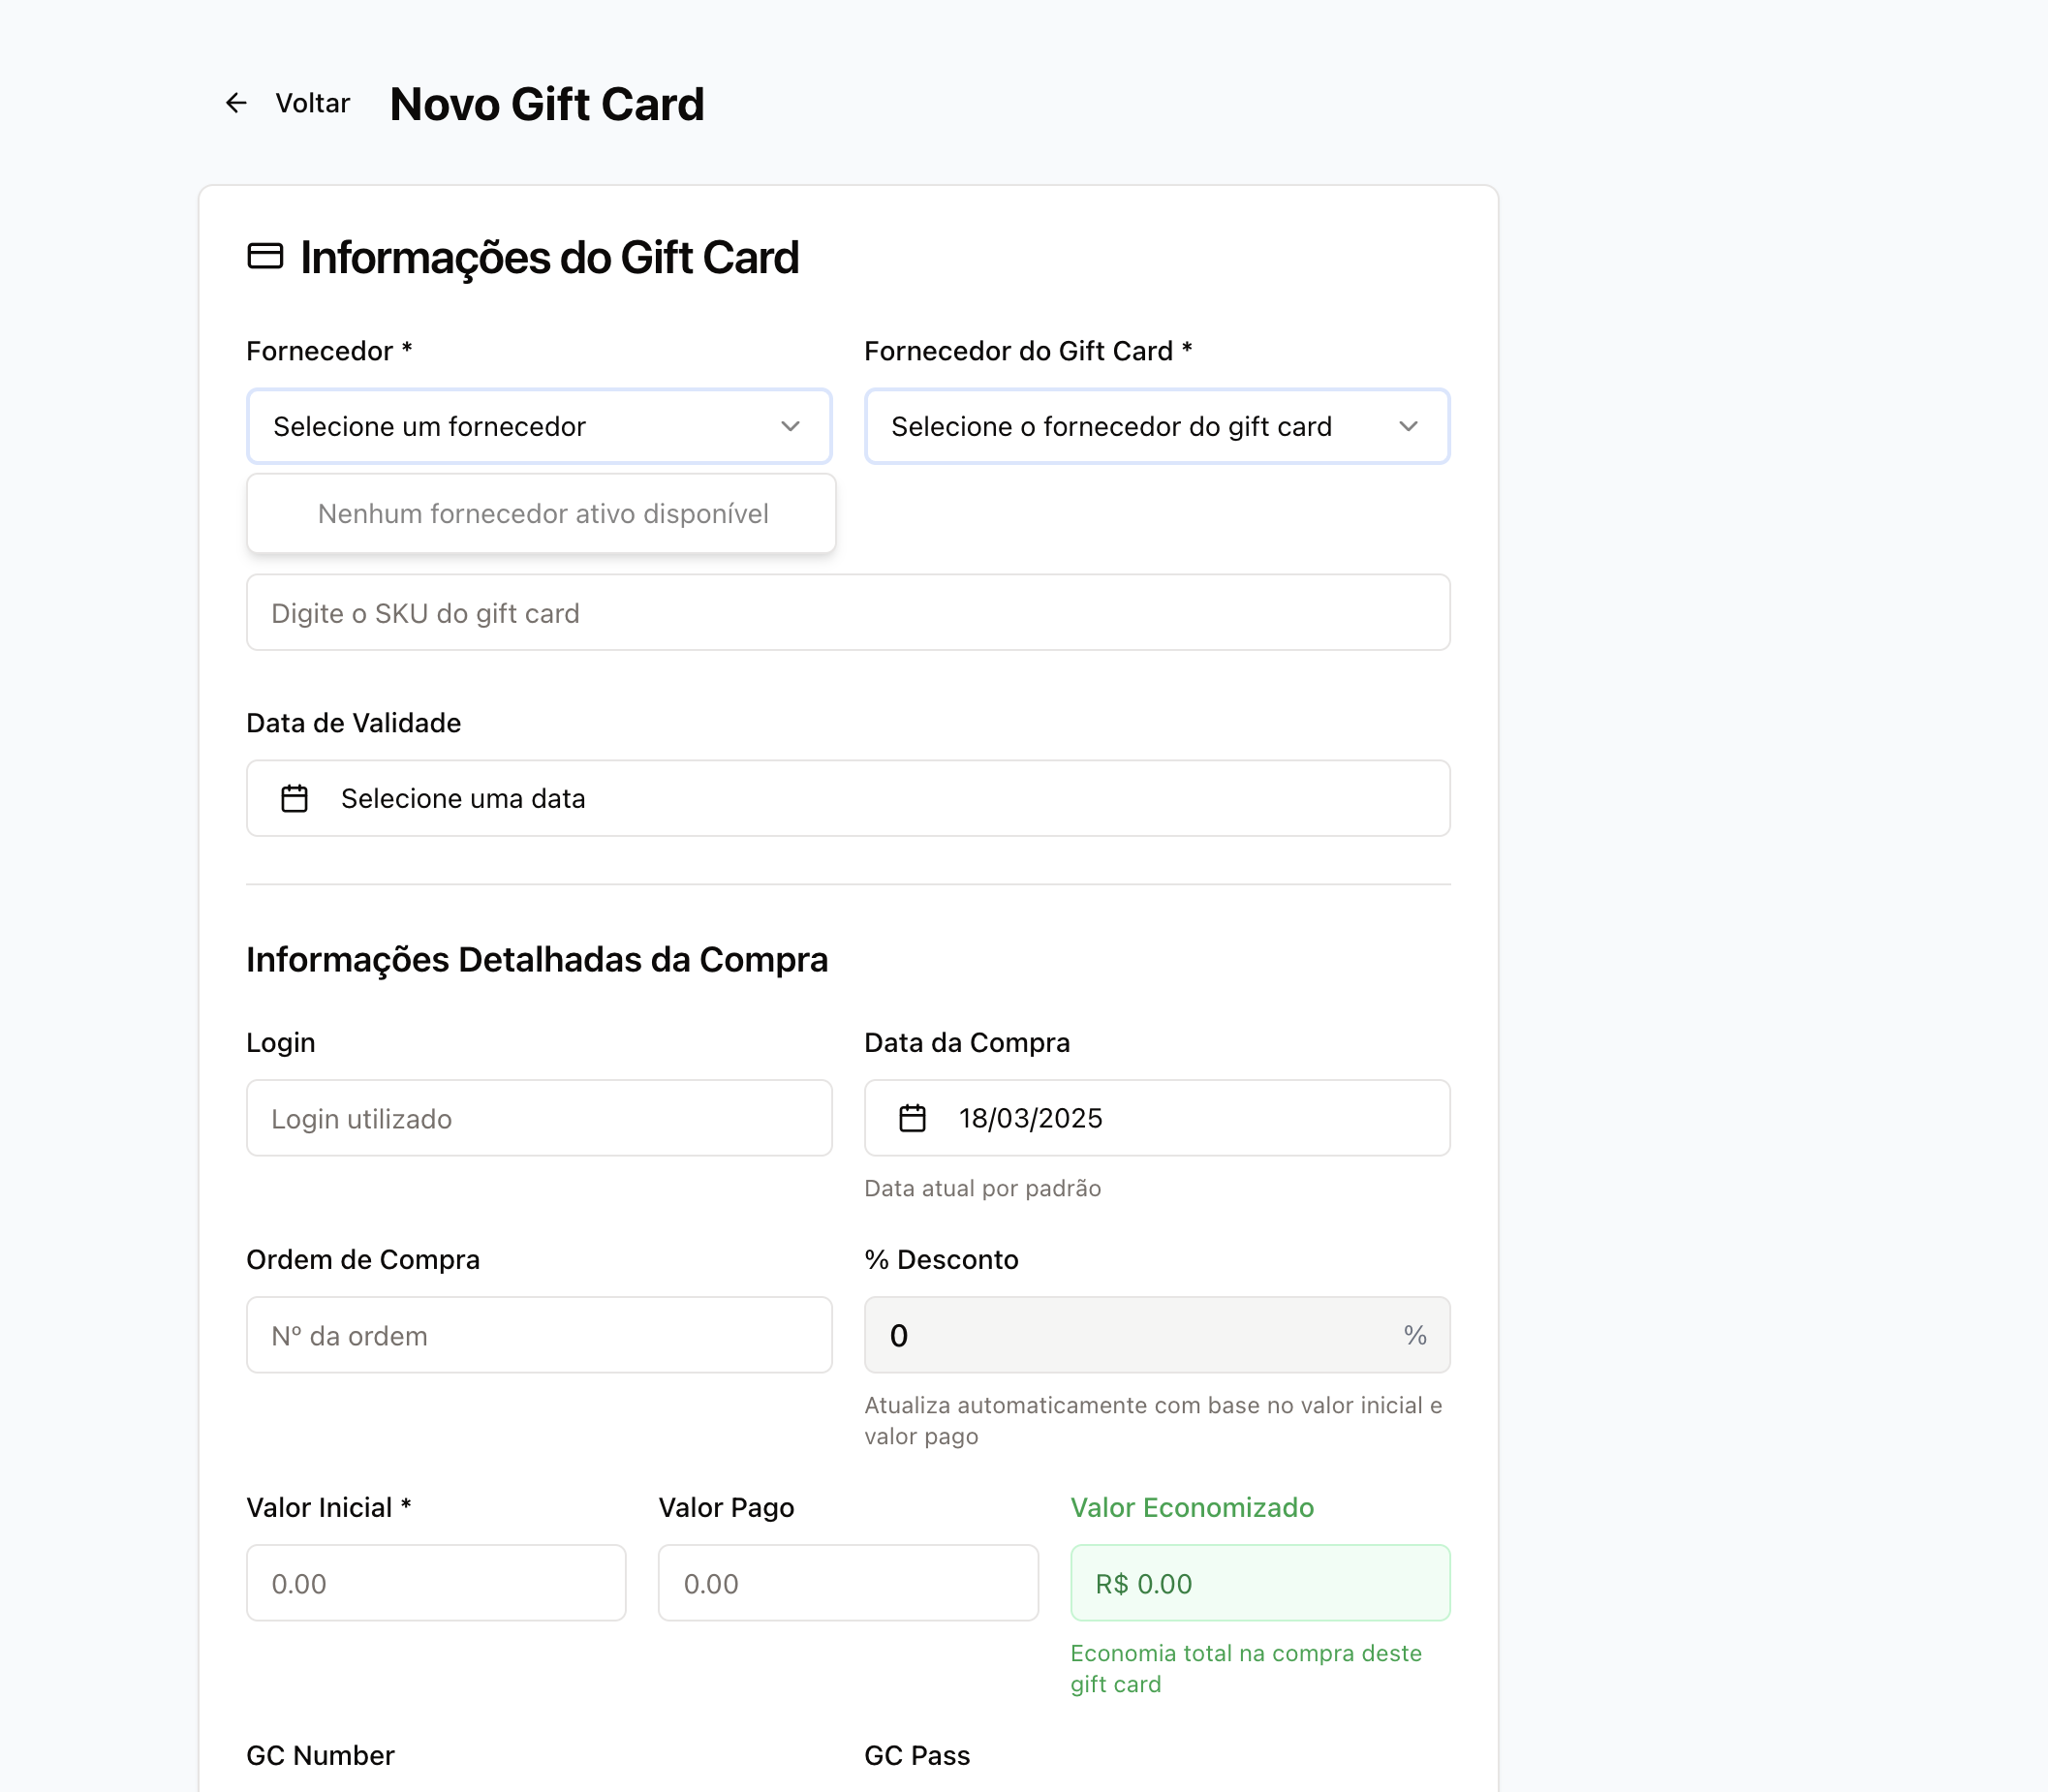 Voltar
Novo Gift Card
Informações do Gift Card
Fornecedor *
Fornecedor do Gift Card *
Selecione um fornecedor
Selecione o fornecedor do gift card
Nenhum fornecedor ativo disponível
Digite o SKU do gift card
Data de Validade
Selecione uma data
Informações Detalhadas da Compra
Login
Data da Compra
Login utilizado
18/03/2025
Data atual por padrão
Ordem de Compra
% Desconto
Nº da ordem
0
%
Atualiza automaticamente com base no valor inicial e
valor pago
Valor Inicial *
Valor Pago
Valor Economizado
0.00
0.00
R$ 0.00
Economia total na compra deste
gift card
GC Number
GC Pass